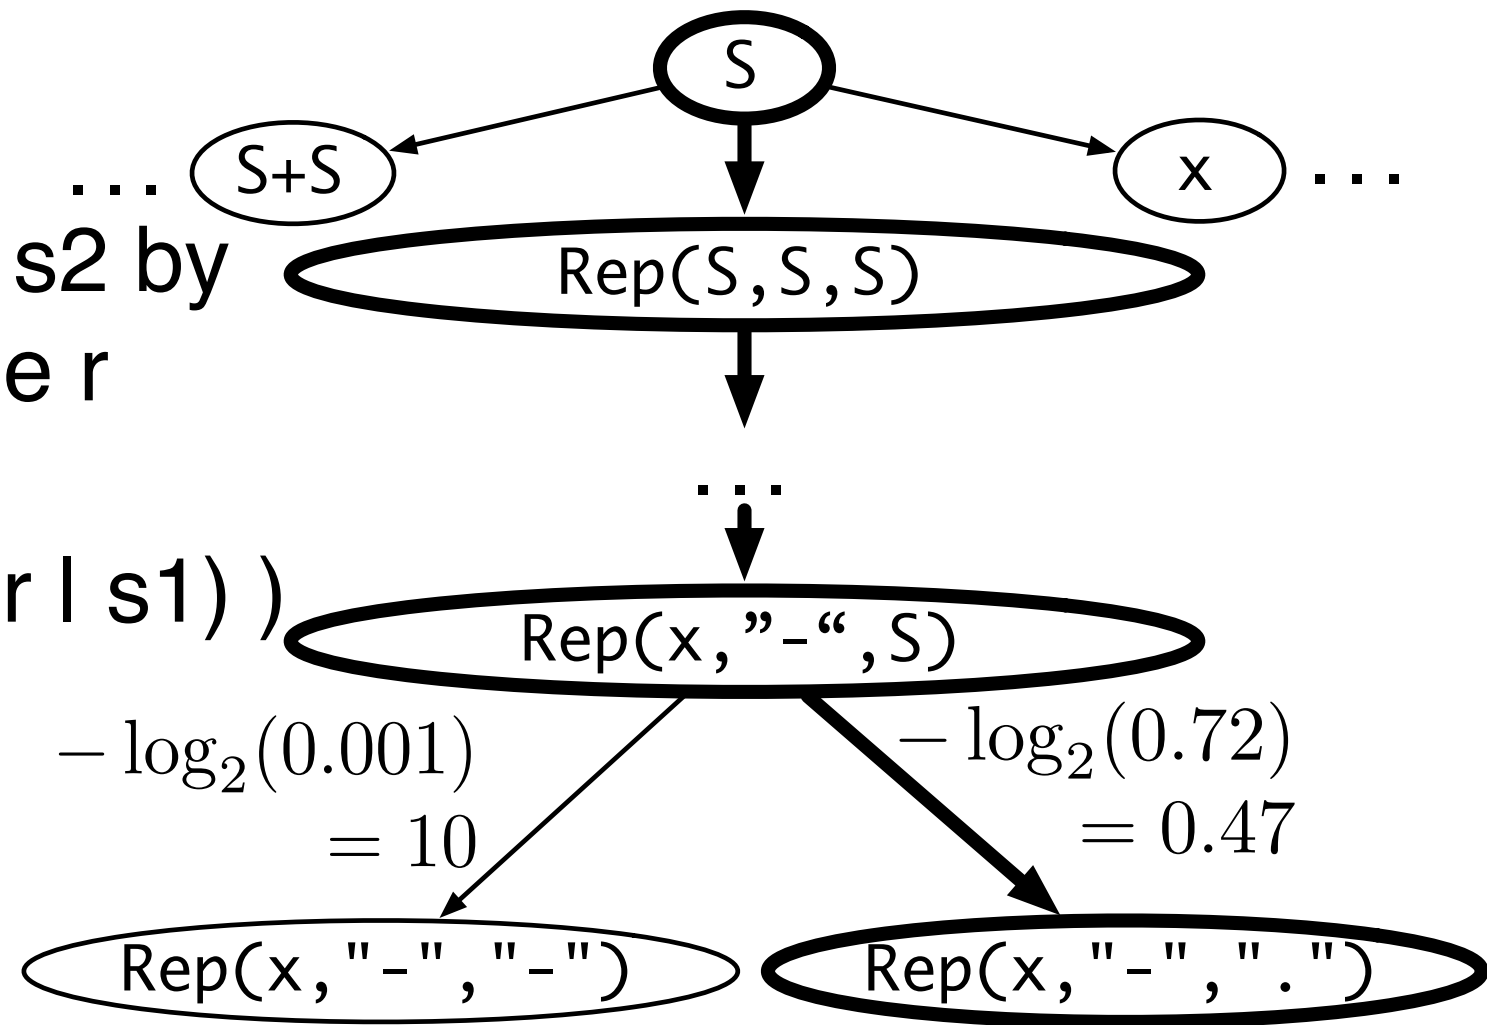 S
S+S
x
... ...
s2 by
Rep(S,S,S)
e r
...
r | s1) )
Rep(x,”-“,S)
− log₂(0.001)
= 10
− log₂(0.72)
= 0.47
Rep(x,"-","-")
Rep(x,"-",".")